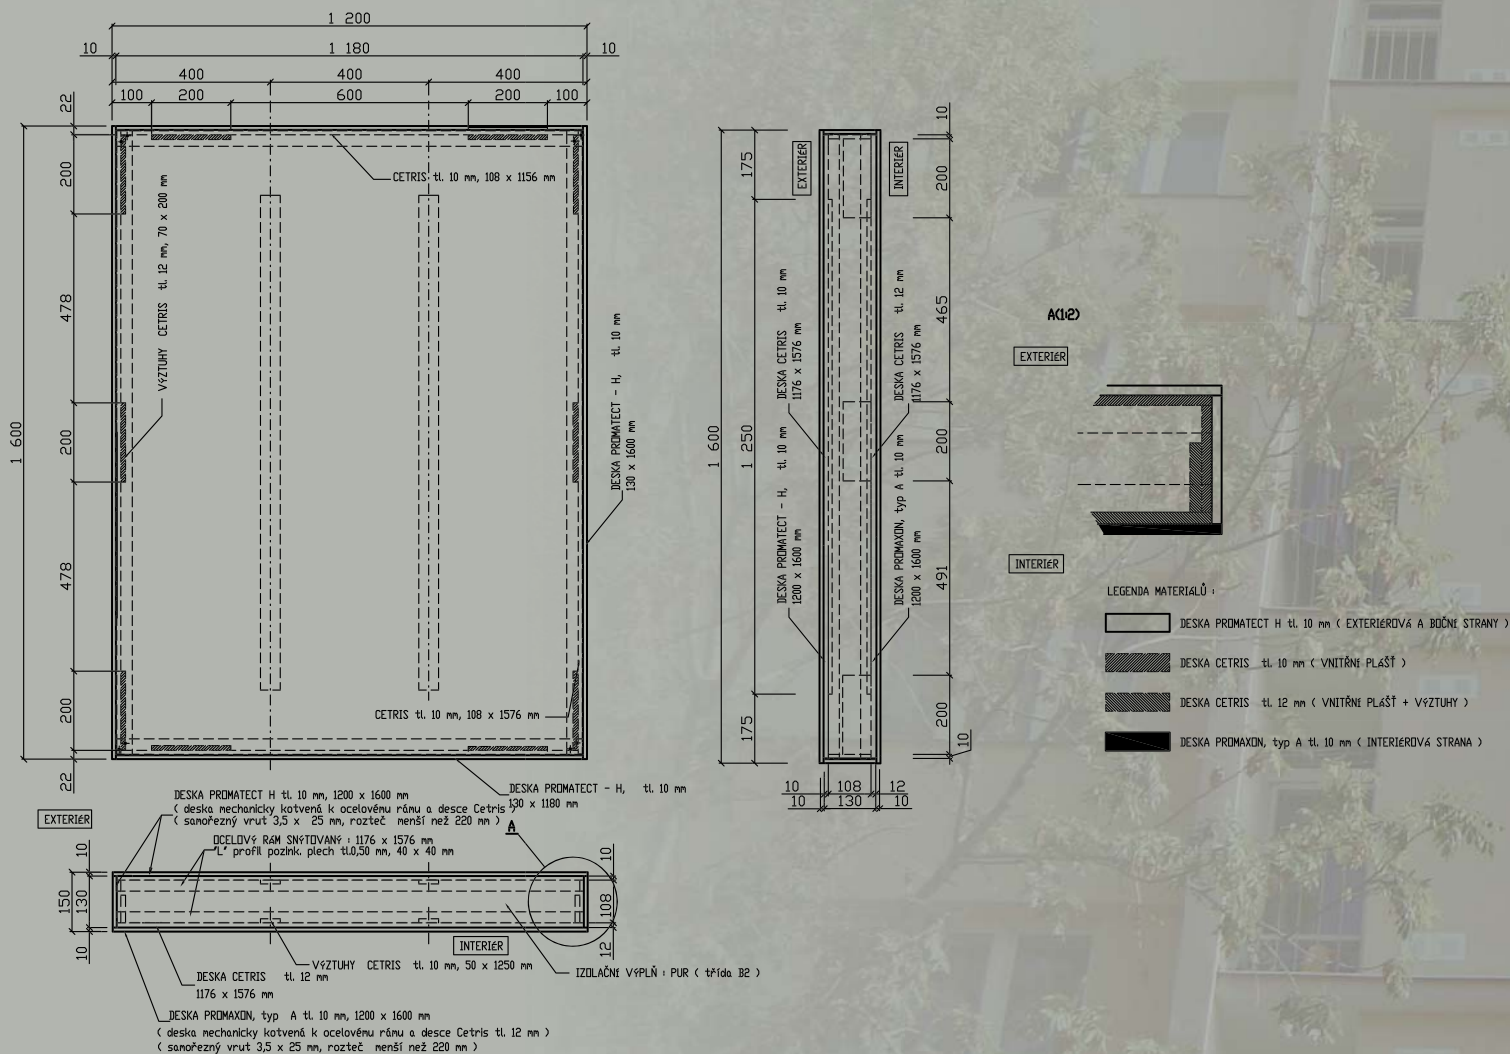 1 200
10 1 180 10
400 400 400
100 200 600 200 100
22
200
478
200
478
200
22
1 600
CETRIS tl. 10 mm, 108 x 1156 mm
VÝZTUHY CETRIS tl. 12 mm, 70 x 200 mm
DESKA PROMATECT - H, tl. 10 mm
130 x 1600 mm
CETRIS tl. 10 mm, 108 x 1576 mm
DESKA PROMATECT - H, tl. 10 mm
130 x 1180 mm
175
1 250
175
1 600
EXTERIÉR
INTERIÉR
DESKA CETRIS tl. 10 mm
1176 x 1576 mm
DESKA CETRIS tl. 12 mm
1176 x 1576 mm
DESKA PROMATECT - H, tl. 10 mm
1200 x 1600 mm
DESKA PROMAXON, typ A tl. 10 mm
1200 x 1600 mm
10
200
465
200
491
200
10
10 108 12
10 130 10
A(1:2)
EXTERIÉR
INTERIÉR
LEGENDA MATERIÁLŮ :
DESKA PROMATECT H tl. 10 mm ( EXTERIÉROVÁ A BOČNÍ STRANY )
DESKA CETRIS tl. 10 mm ( VNITŘNÍ PLÁŠŤ )
DESKA CETRIS tl. 12 mm ( VNITŘNÍ PLÁŠŤ + VÝZTUHY )
DESKA PROMAXON, typ A tl. 10 mm ( INTERIÉROVÁ STRANA )
DESKA PROMATECT H tl. 10 mm, 1200 x 1600 mm
( deska mechanicky kotvená k ocelovému rámu a desce Cetris )
( samořezný vrut 3,5 x 25 mm, rozteč menší než 220 mm )
EXTERIÉR
OCELOVÝ RÁM SNÝTOVANÝ : 1176 x 1576 mm
"L" profil pozink. plech tl.0,50 mm, 40 x 40 mm
A
10
150
130
10
10
108
12
INTERIÉR
VÝZTUHY CETRIS tl. 10 mm, 50 x 1250 mm
IZOLAČNÍ VÝPLŇ : PUR ( třída B2 )
DESKA CETRIS tl. 12 mm
1176 x 1576 mm
DESKA PROMAXON, typ A tl. 10 mm, 1200 x 1600 mm
( deska mechanicky kotvená k ocelovému rámu a desce Cetris tl. 12 mm )
( samořezný vrut 3,5 x 25 mm, rozteč menší než 220 mm )